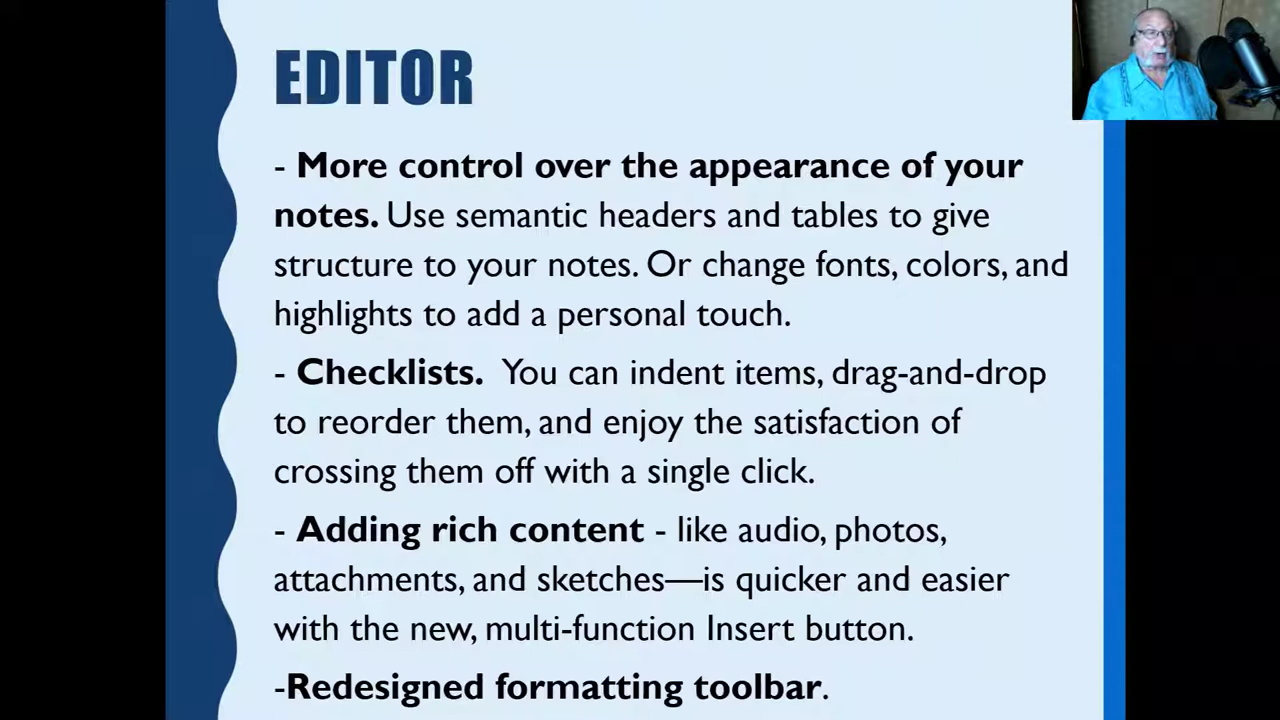 EDITOR
- More control over the appearance of your
notes. Use semantic headers and tables to give
structure to your notes. Or change fonts, colors, and
highlights to add a personal touch.
- Checklists. You can indent items, drag-and-drop
to reorder them, and enjoy the satisfaction of
crossing them off with a single click.
- Adding rich content - like audio, photos,
attachments, and sketches—is quicker and easier
with the new, multi-function Insert button.
-Redesigned formatting toolbar.